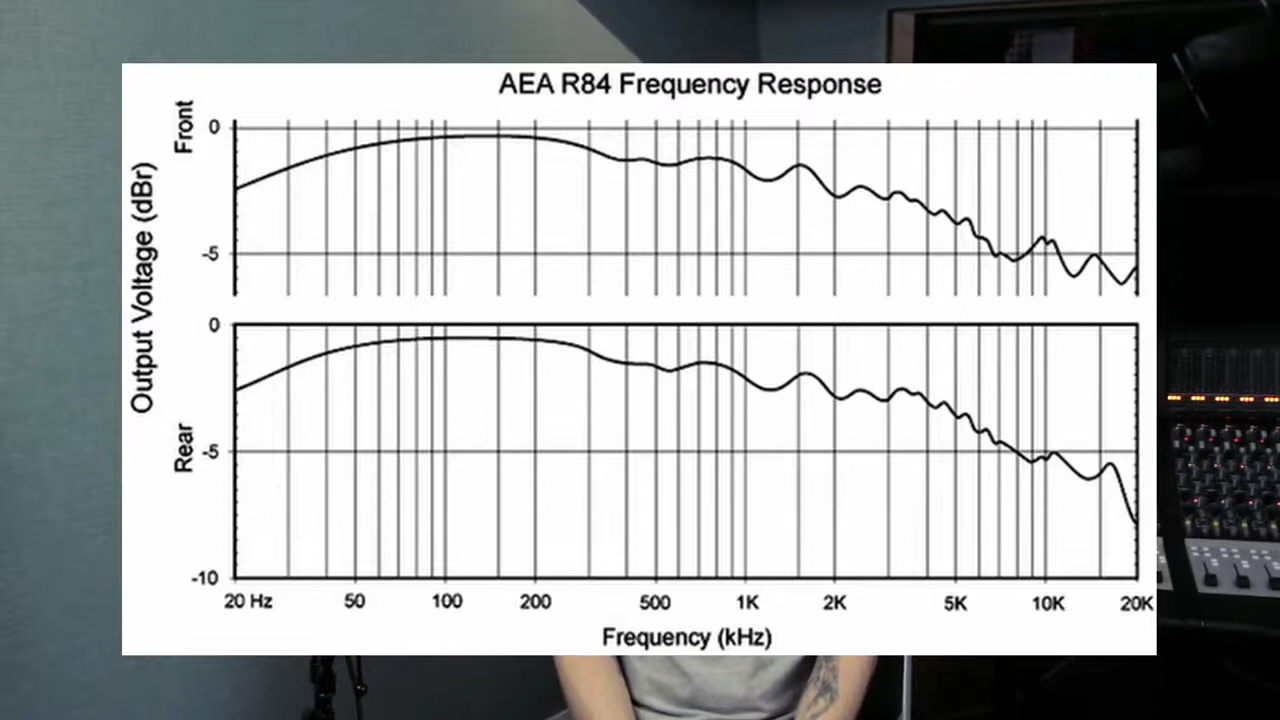 AEA R84 Frequency Response
Output Voltage (dBr)
Front
0
-5
Rear
0
-5
-10
20 Hz 50 100 200 500 1K 2K 5K 10K 20K
Frequency (kHz)